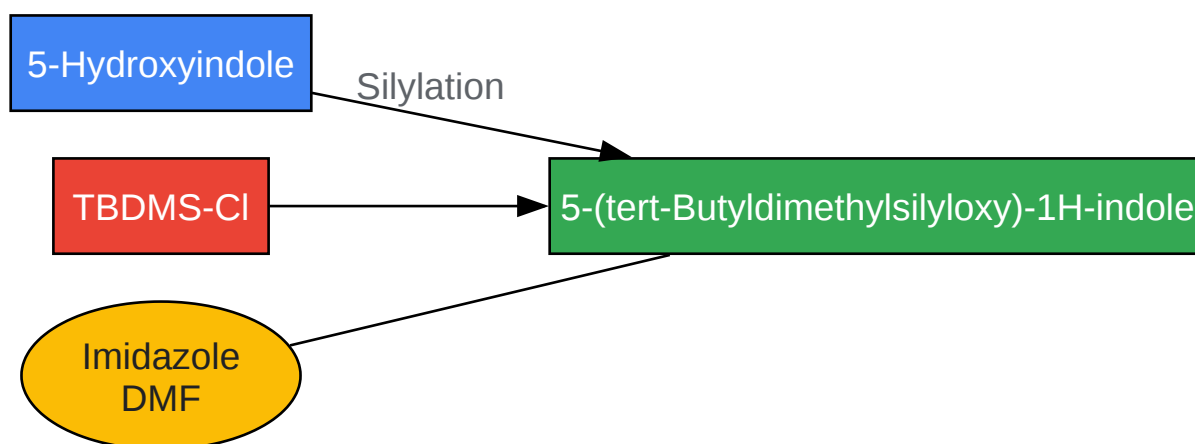 5-Hydroxyindole
Silylation
TBDMS-Cl
5-(tert-Butyldimethylsilyloxy)-1H-indole
Imidazole
DMF